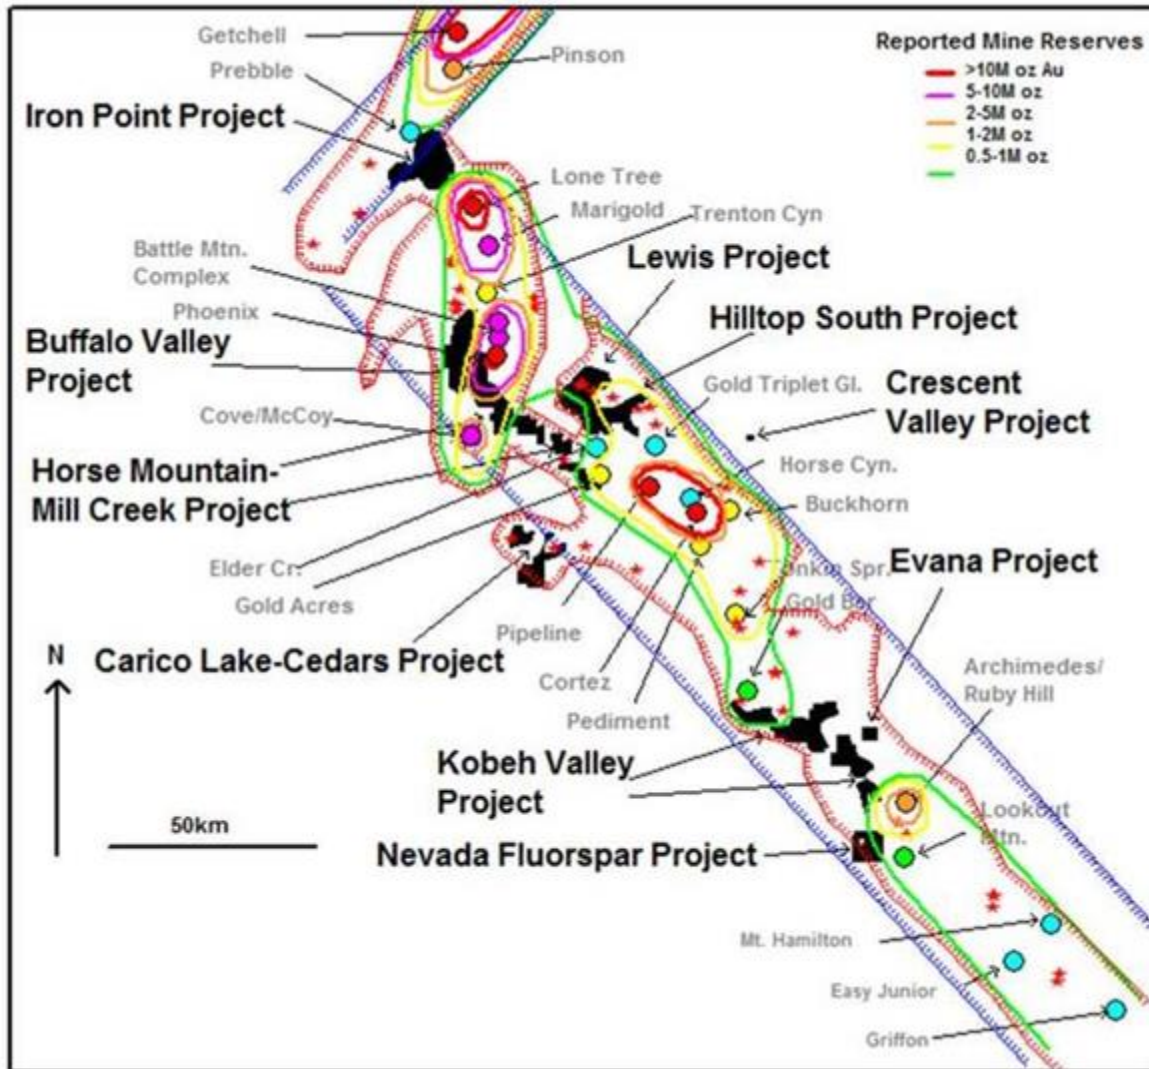 Getchell
Prebble
Pinson
Iron Point Project
Reported Mine Reserves
>10M oz Au
5-10M oz
2-5M oz
1-2M oz
0.5-1M oz
Lone Tree
Marigold
Trenton Cyn
Battle Mtn.
Complex
Phoenix
Lewis Project
Hilltop South Project
Buffalo Valley
Project
Gold Triplet Gl.
Crescent
Valley Project
Cove/McCoy
Horse Mountain-
Mill Creek Project
Horse Cyn.
Buckhorn
Elder Cr.
Gold Acres
Evana Project
Spr.
Gold Bar
Pipeline
N
Carico Lake-Cedars Project
Cortez
Pediment
Archimedes/
Ruby Hill
Kobeh Valley
Project
50km
Lookout
Mtn.
Nevada Fluorspar Project
Mt. Hamilton
Easy Junior
Griffon